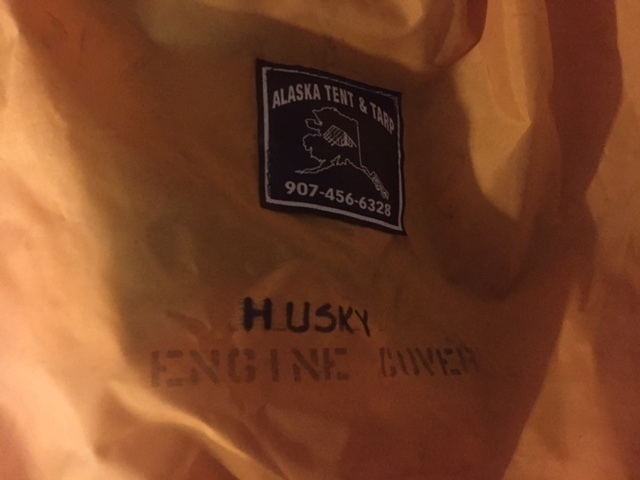 ALASKA TENT & TARP
907-456-6328
HUSKY
ENGINE COVER